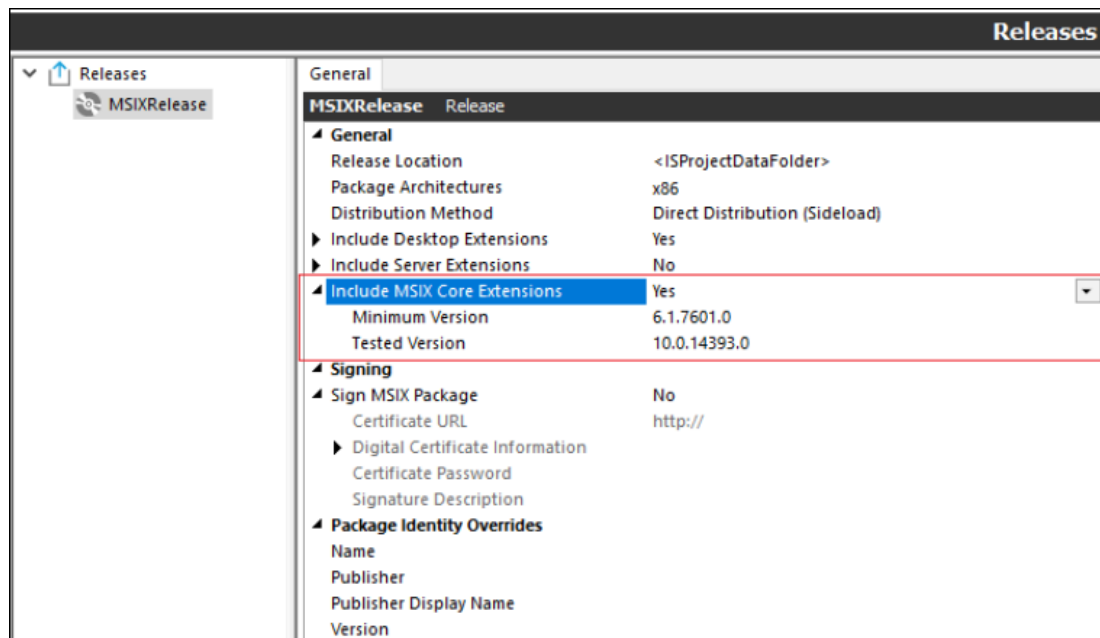 Releases
Releases
MSIXRelease
General
MSIXRelease Release
General
Release Location <ISProjectDataFolder>
Package Architectures x86
Distribution Method Direct Distribution (Sideload)
Include Desktop Extensions Yes
Include Server Extensions No
Include MSIX Core Extensions Yes
Minimum Version 6.1.7601.0
Tested Version 10.0.14393.0
Signing
Sign MSIX Package No
Certificate URL http://
Digital Certificate Information
Certificate Password
Signature Description
Package Identity Overrides
Name
Publisher
Publisher Display Name
Version